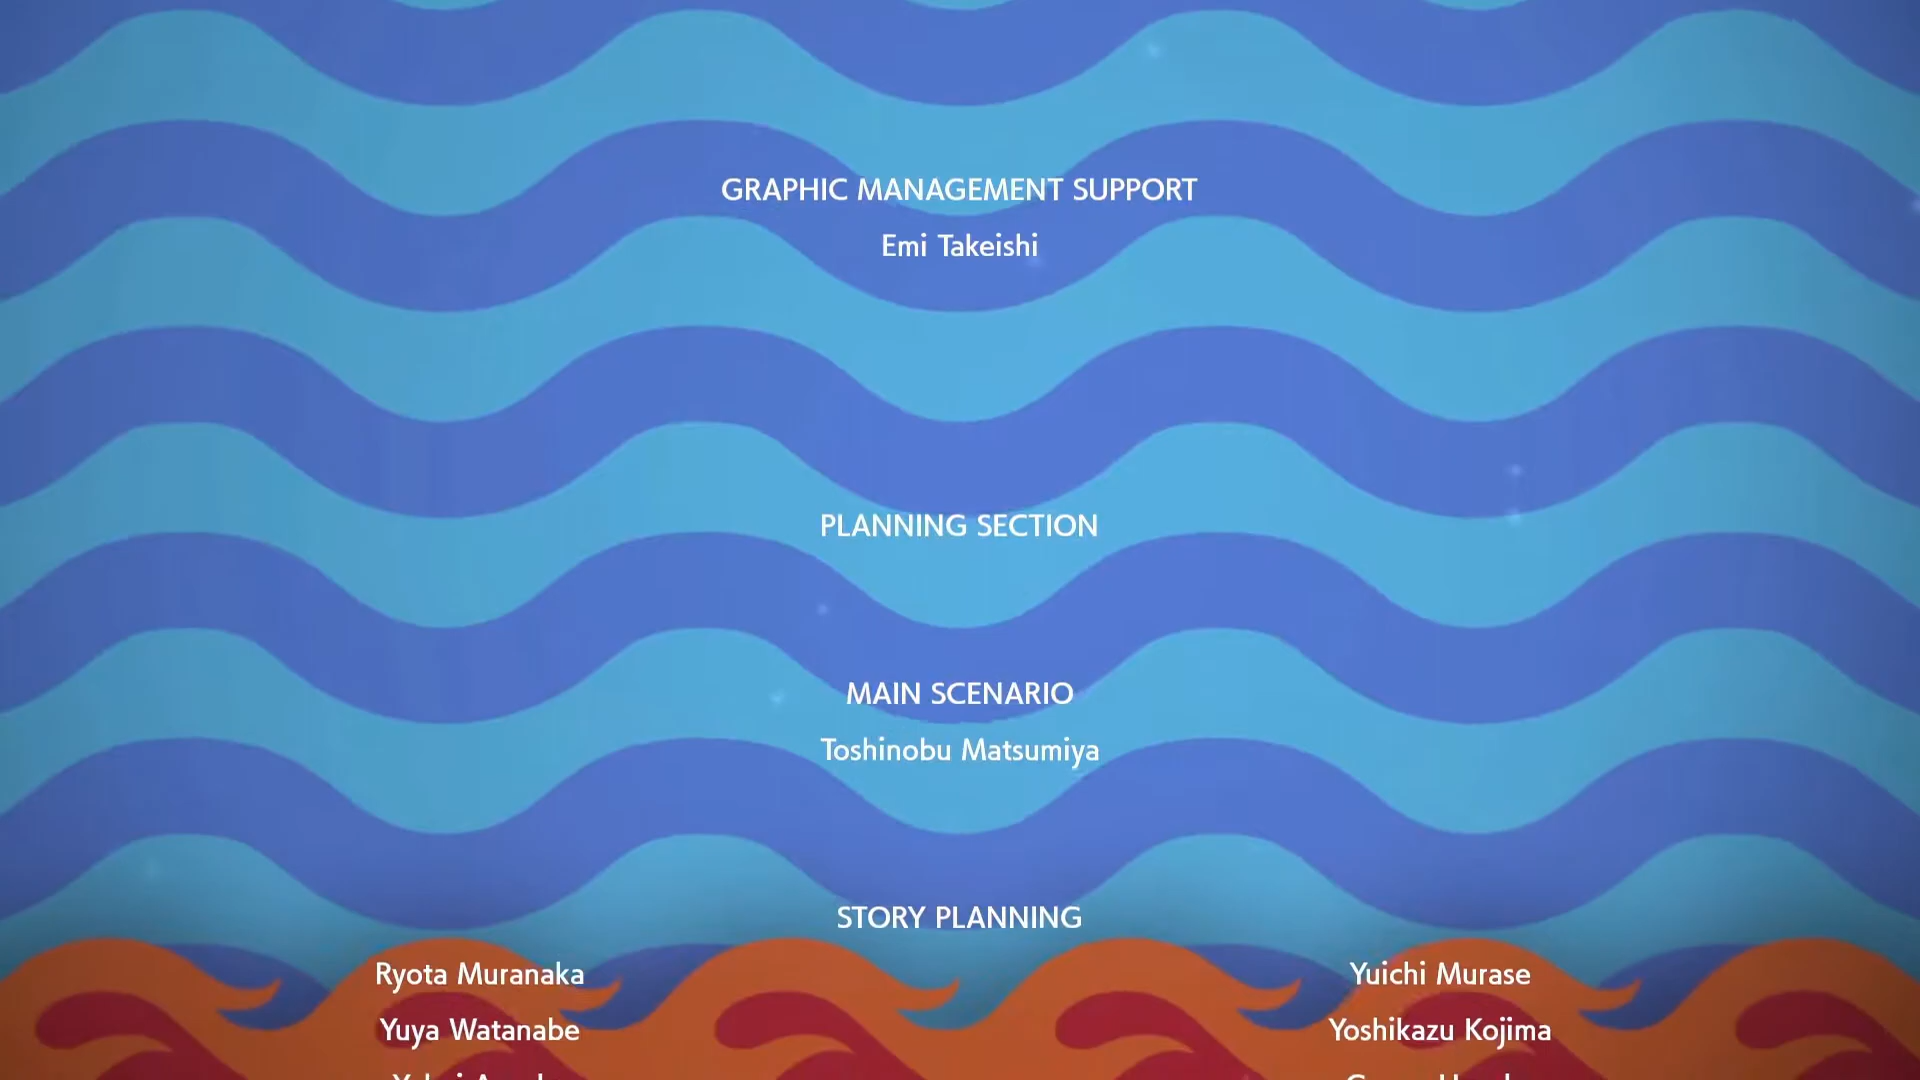 GRAPHIC MANAGEMENT SUPPORT
Emi Takeishi
PLANNING SECTION
MAIN SCENARIO
Toshinobu Matsumiya
STORY PLANNING
Ryota Muranaka
Yuichi Murase
Yuya Watanabe
Yoshikazu Kojima